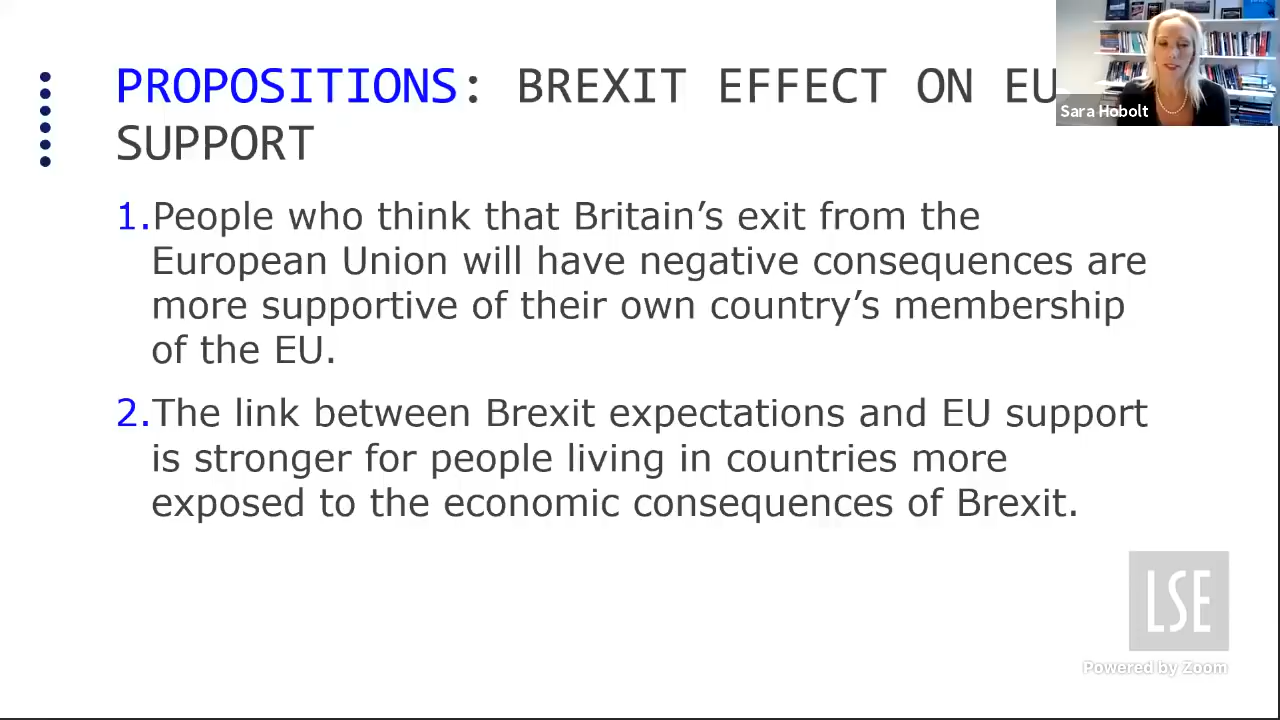 PROPOSITIONS: BREXIT EFFECT ON EU
SUPPORT
Sara Hobolt
1.People who think that Britain’s exit from the
European Union will have negative consequences are
more supportive of their own country’s membership
of the EU.
2.The link between Brexit expectations and EU support
is stronger for people living in countries more
exposed to the economic consequences of Brexit.
LSE
Powered by Zoom